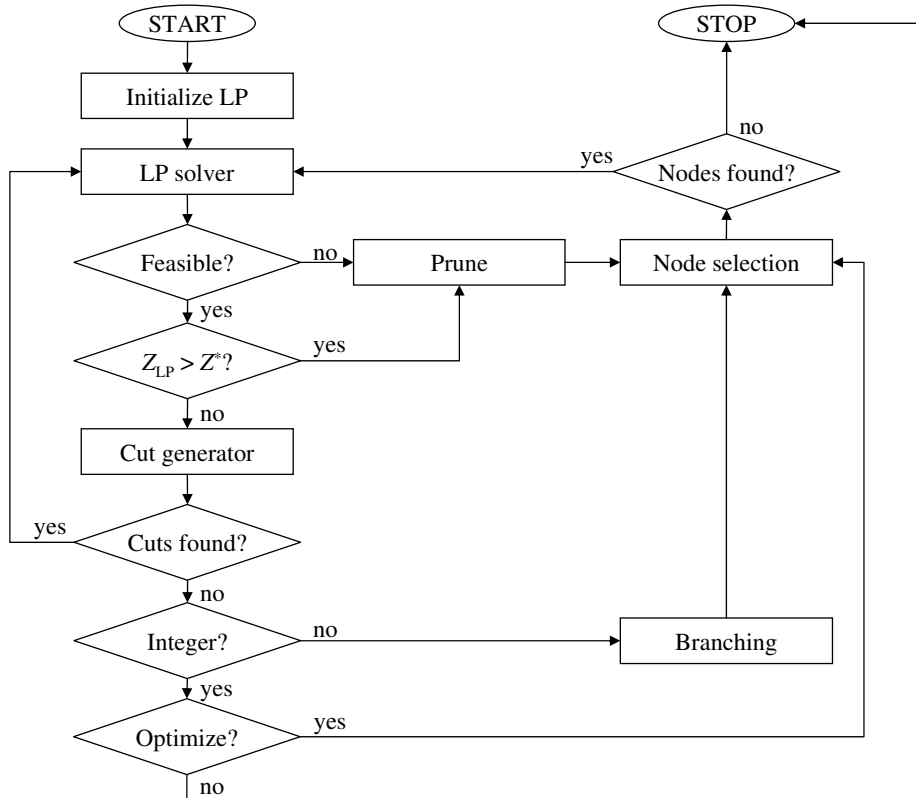 START
STOP
Initialize LP
no
yes
LP solver
Nodes found?
no
Feasible?
Prune
Node selection
yes
yes
Z_LP > Z*?
no
Cut generator
yes
Cuts found?
no
no
Integer?
Branching
yes
yes
Optimize?
no